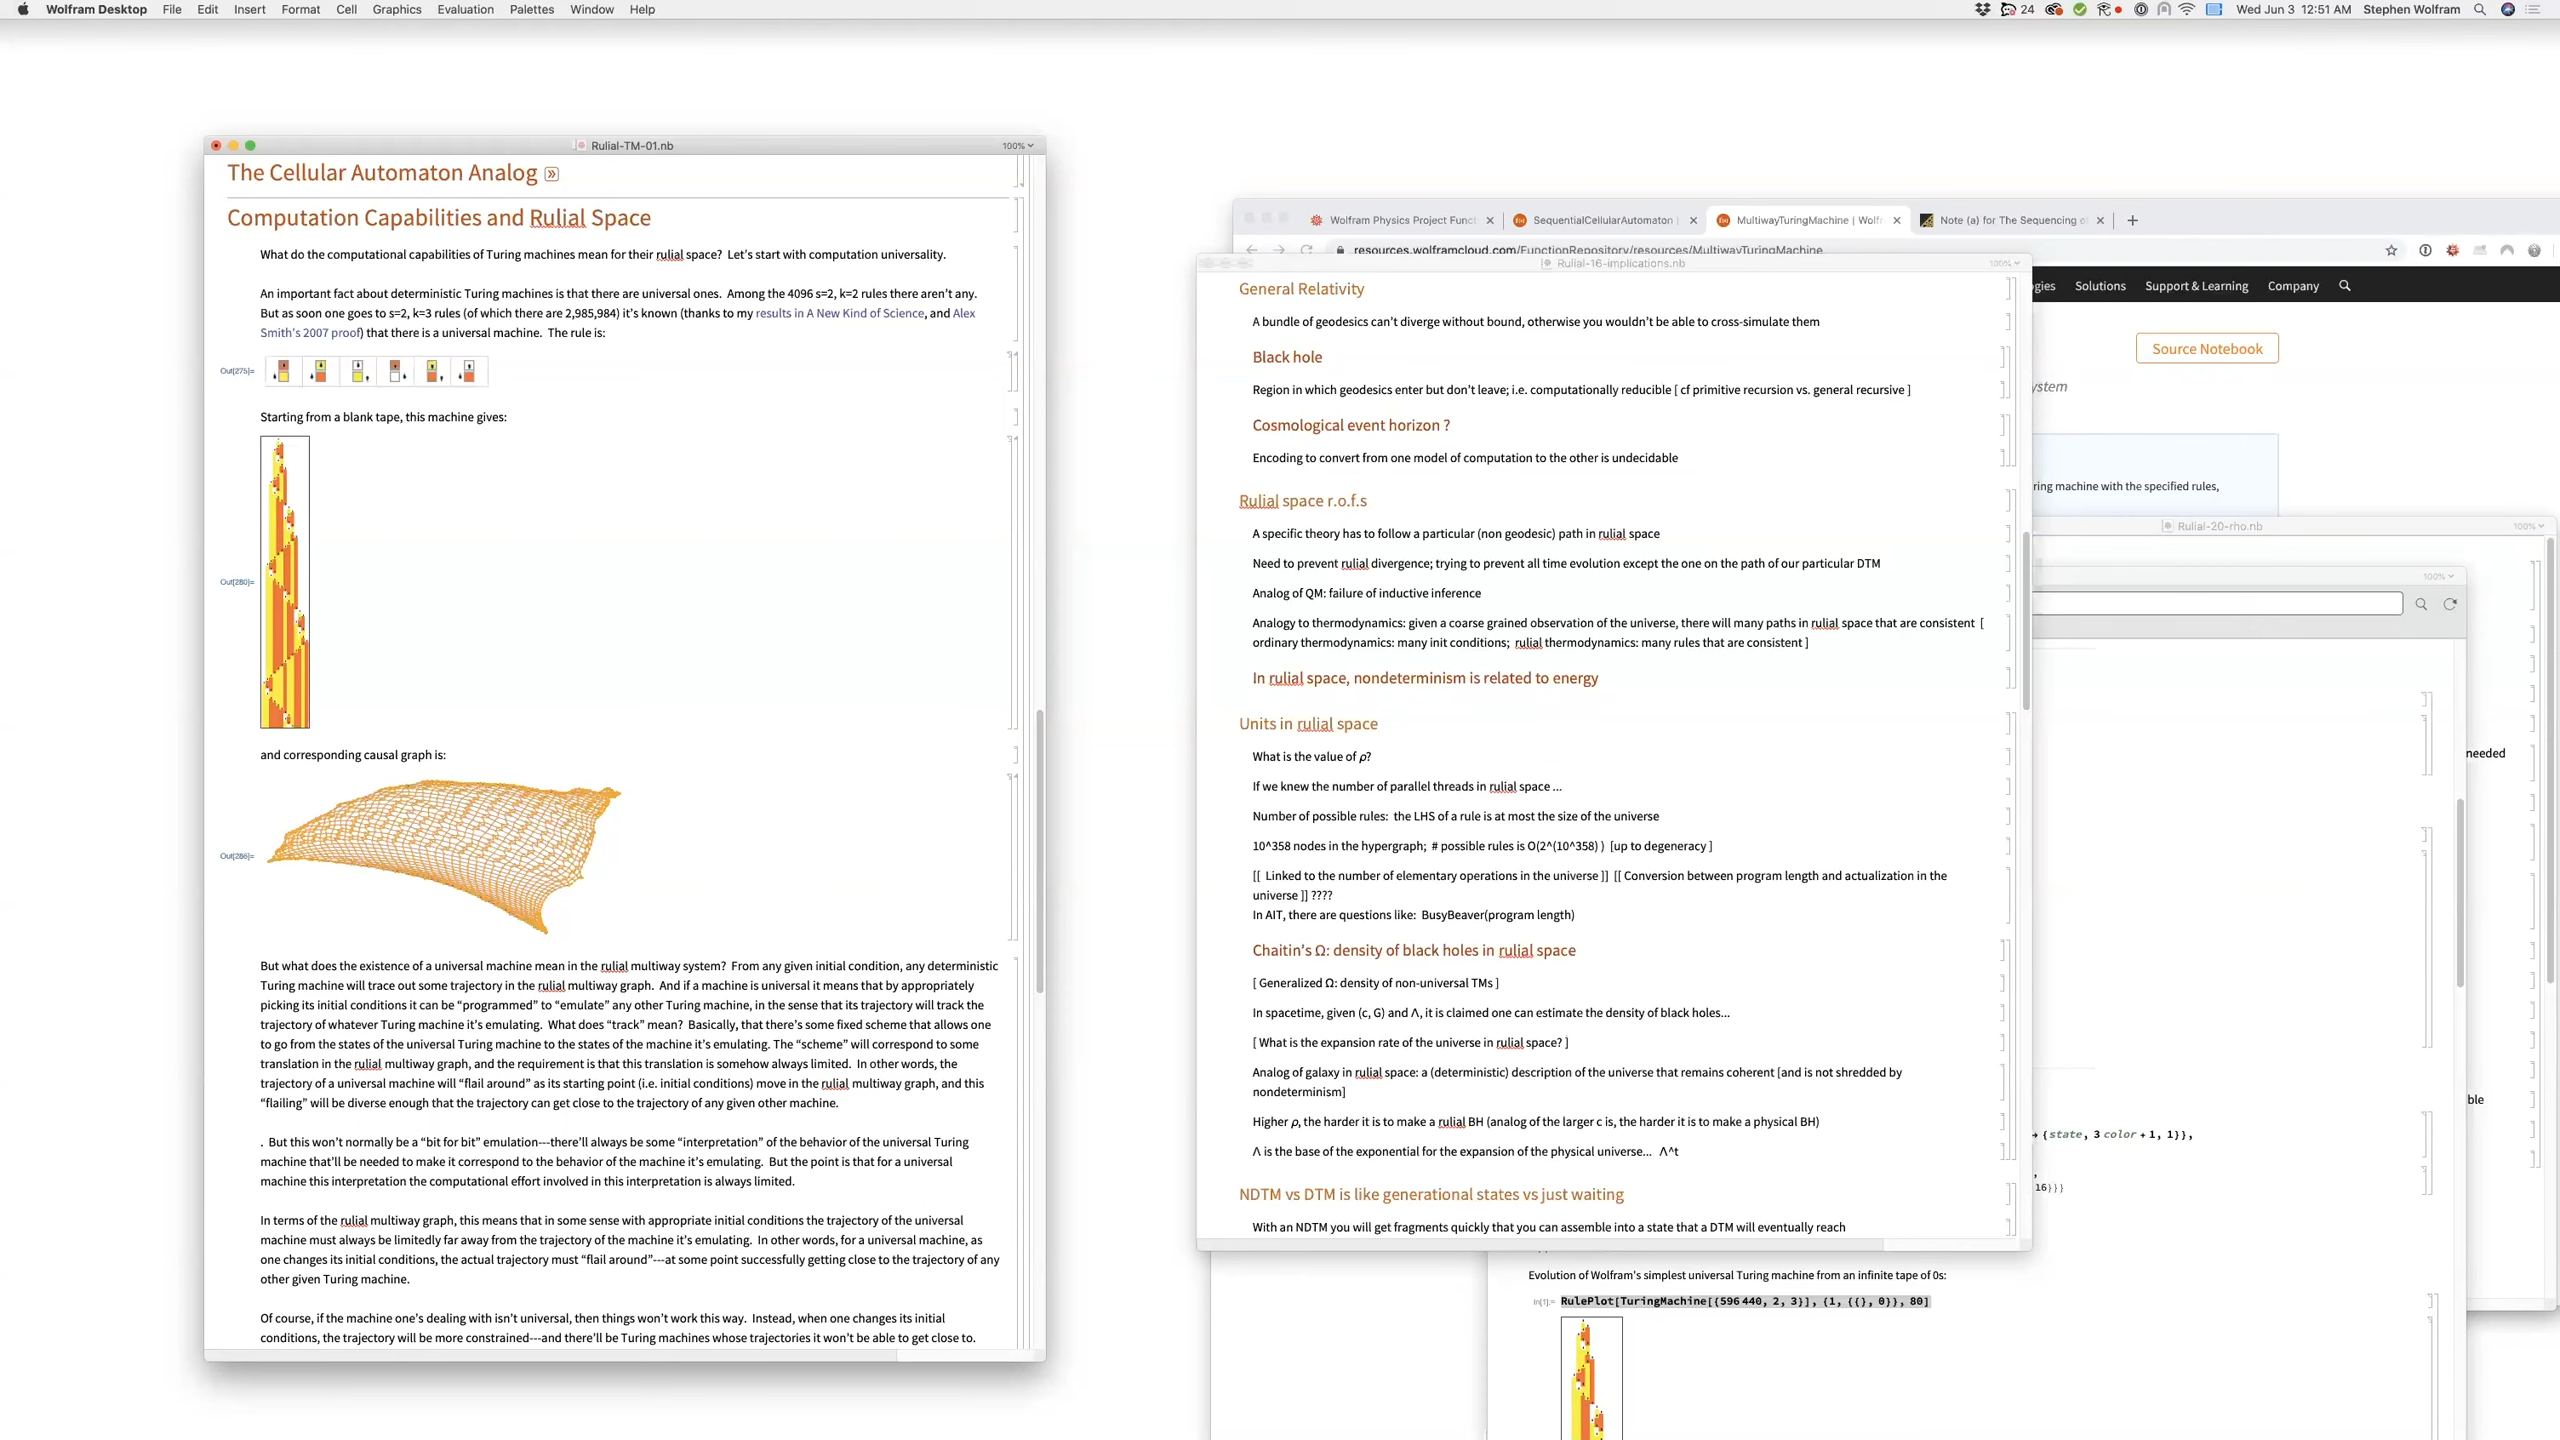 Wolfram Desktop File Edit Insert Format Cell Graphics Evaluation Palettes Window Help
24 Wed Jun 3 12:51 AM Stephen Wolfram
Rulial-TM-01.nb 100%
The Cellular Automaton Analog
Computation Capabilities and Rulial Space
What do the computational capabilities of Turing machines mean for their rulial space? Let's start with computation universality.
An important fact about deterministic Turing machines is that there are universal ones. Among the 4096 s=2, k=2 rules there aren't any.
But as soon one goes to s=2, k=3 rules (of which there are 2,985,984) it's known (thanks to my results in A New Kind of Science, and Alex
Smith's 2007 proof) that there is a universal machine. The rule is:
Out[275]=
Starting from a blank tape, this machine gives:
Out[280]=
and corresponding causal graph is:
Out[286]=
But what does the existence of a universal machine mean in the rulial multiway system? From any given initial condition, any deterministic
Turing machine will trace out some trajectory in the rulial multiway graph. And if a machine is universal it means that by appropriately
picking its initial conditions it can be “programmed” to “emulate” any other Turing machine, in the sense that its trajectory will track the
trajectory of whatever Turing machine it's emulating. What does “track” mean? Basically, that there's some fixed scheme that allows one
to go from the states of the universal Turing machine to the states of the machine it's emulating. The “scheme” will correspond to some
translation in the rulial multiway graph, and the requirement is that this translation is somehow always limited. In other words, the
trajectory of a universal machine will “flail around” as its starting point (i.e. initial conditions) move in the rulial multiway graph, and this
“flailing” will be diverse enough that the trajectory can get close to the trajectory of any given other machine.
. But this won't normally be a “bit for bit” emulation---there'll always be some “interpretation” of the behavior of the universal Turing
machine that'll be needed to make it correspond to the behavior of the machine it's emulating. But the point is that for a universal
machine this interpretation the computational effort involved in this interpretation is always limited.
In terms of the rulial multiway graph, this means that in some sense with appropriate initial conditions the trajectory of the universal
machine must always be limitedly far away from the trajectory of the machine it's emulating. In other words, for a universal machine, as
one changes its initial conditions, the actual trajectory must “flail around”---at some point successfully getting close to the trajectory of any
other given Turing machine.
Of course, if the machine one's dealing with isn't universal, then things won't work this way. Instead, when one changes its initial
conditions, the trajectory will be more constrained---and there'll be Turing machines whose trajectories it won't be able to get close to.
Wolfram Physics Project Funct SequentialCellularAutomaton | MultiwayTuringMachine | Wolfr Note (a) for The Sequencing o
resources.wolframcloud.com/FunctionRepository/resources/MultiwayTuringMachine
Rulial-16-implications.nb 100%
General Relativity
A bundle of geodesics can't diverge without bound, otherwise you wouldn't be able to cross-simulate them
Black hole
Region in which geodesics enter but don't leave; i.e. computationally reducible [ cf primitive recursion vs. general recursive ]
Cosmological event horizon ?
Encoding to convert from one model of computation to the other is undecidable
Rulial space r.o.f.s
A specific theory has to follow a particular (non geodesic) path in rulial space
Need to prevent rulial divergence; trying to prevent all time evolution except the one on the path of our particular DTM
Analog of QM: failure of inductive inference
Analogy to thermodynamics: given a coarse grained observation of the universe, there will many paths in rulial space that are consistent [
ordinary thermodynamics: many init conditions; rulial thermodynamics: many rules that are consistent ]
In rulial space, nondeterminism is related to energy
Units in rulial space
What is the value of ρ?
If we knew the number of parallel threads in rulial space ...
Number of possible rules: the LHS of a rule is at most the size of the universe
10^358 nodes in the hypergraph; # possible rules is O(2^(10^358) ) [up to degeneracy ]
[[ Linked to the number of elementary operations in the universe ]] [[ Conversion between program length and actualization in the
universe ]] ????
In AIT, there are questions like: BusyBeaver(program length)
Chaitin's Ω: density of black holes in rulial space
[ Generalized Ω: density of non-universal TMs ]
In spacetime, given (c, G) and Λ, it is claimed one can estimate the density of black holes...
[ What is the expansion rate of the universe in rulial space? ]
Analog of galaxy in rulial space: a (deterministic) description of the universe that remains coherent [and is not shredded by
nondeterminism]
Higher ρ, the harder it is to make a rulial BH (analog of the larger c is, the harder it is to make a physical BH)
Λ is the base of the exponential for the expansion of the physical universe... Λ^t
NDTM vs DTM is like generational states vs just waiting
With an NDTM you will get fragments quickly that you can assemble into a state that a DTM will eventually reach
gies Solutions Support & Learning Company
Source Notebook
ystem
ring machine with the specified rules,
Rulial-20-rho.nb 100%
100%
needed
ble
→ {state, 3 color + 1, 1}},
,
16}}}
Evolution of Wolfram's simplest universal Turing machine from an infinite tape of 0s:
In[1]:= RulePlot[TuringMachine[{596 440, 2, 3}], {1, {{}, 0}}, 80]